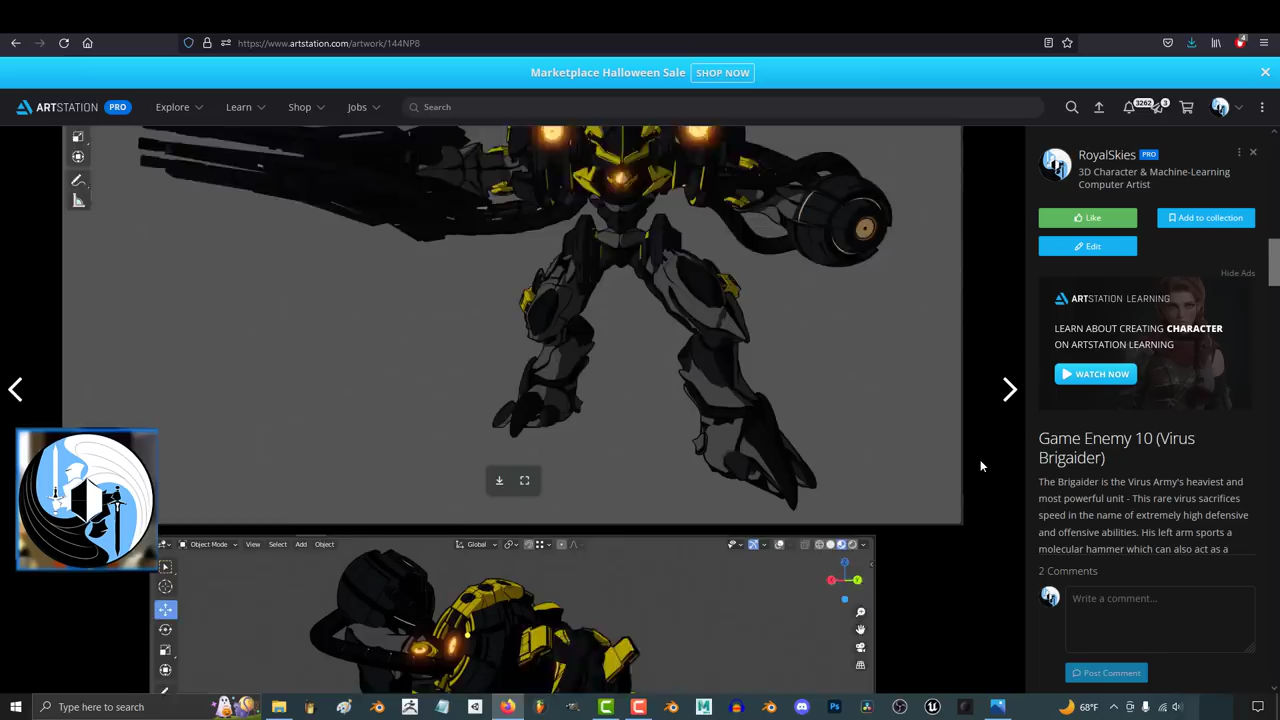 https://www.artstation.com/artwork/144NP8
4
Marketplace Halloween Sale SHOP NOW
ARTSTATION PRO Explore Learn Shop Jobs Search 3262 3
RoyalSkies PRO
3D Character & Machine-Learning
Computer Artist
Like Add to collection
Edit
Hide Ads
ARTSTATION LEARNING
LEARN ABOUT CREATING CHARACTER
ON ARTSTATION LEARNING
WATCH NOW
Game Enemy 10 (Virus
Brigaider)
The Brigaider is the Virus Army's heaviest and
most powerful unit - This rare virus sacrifices
speed in the name of extremely high defense
and offensive abilities. His left arm sports a
molecular hammer which can also act as a
2 Comments
Write a comment...
Post Comment
Object Mode View Select Add Object Global
X Y Z
Type here to search
68°F